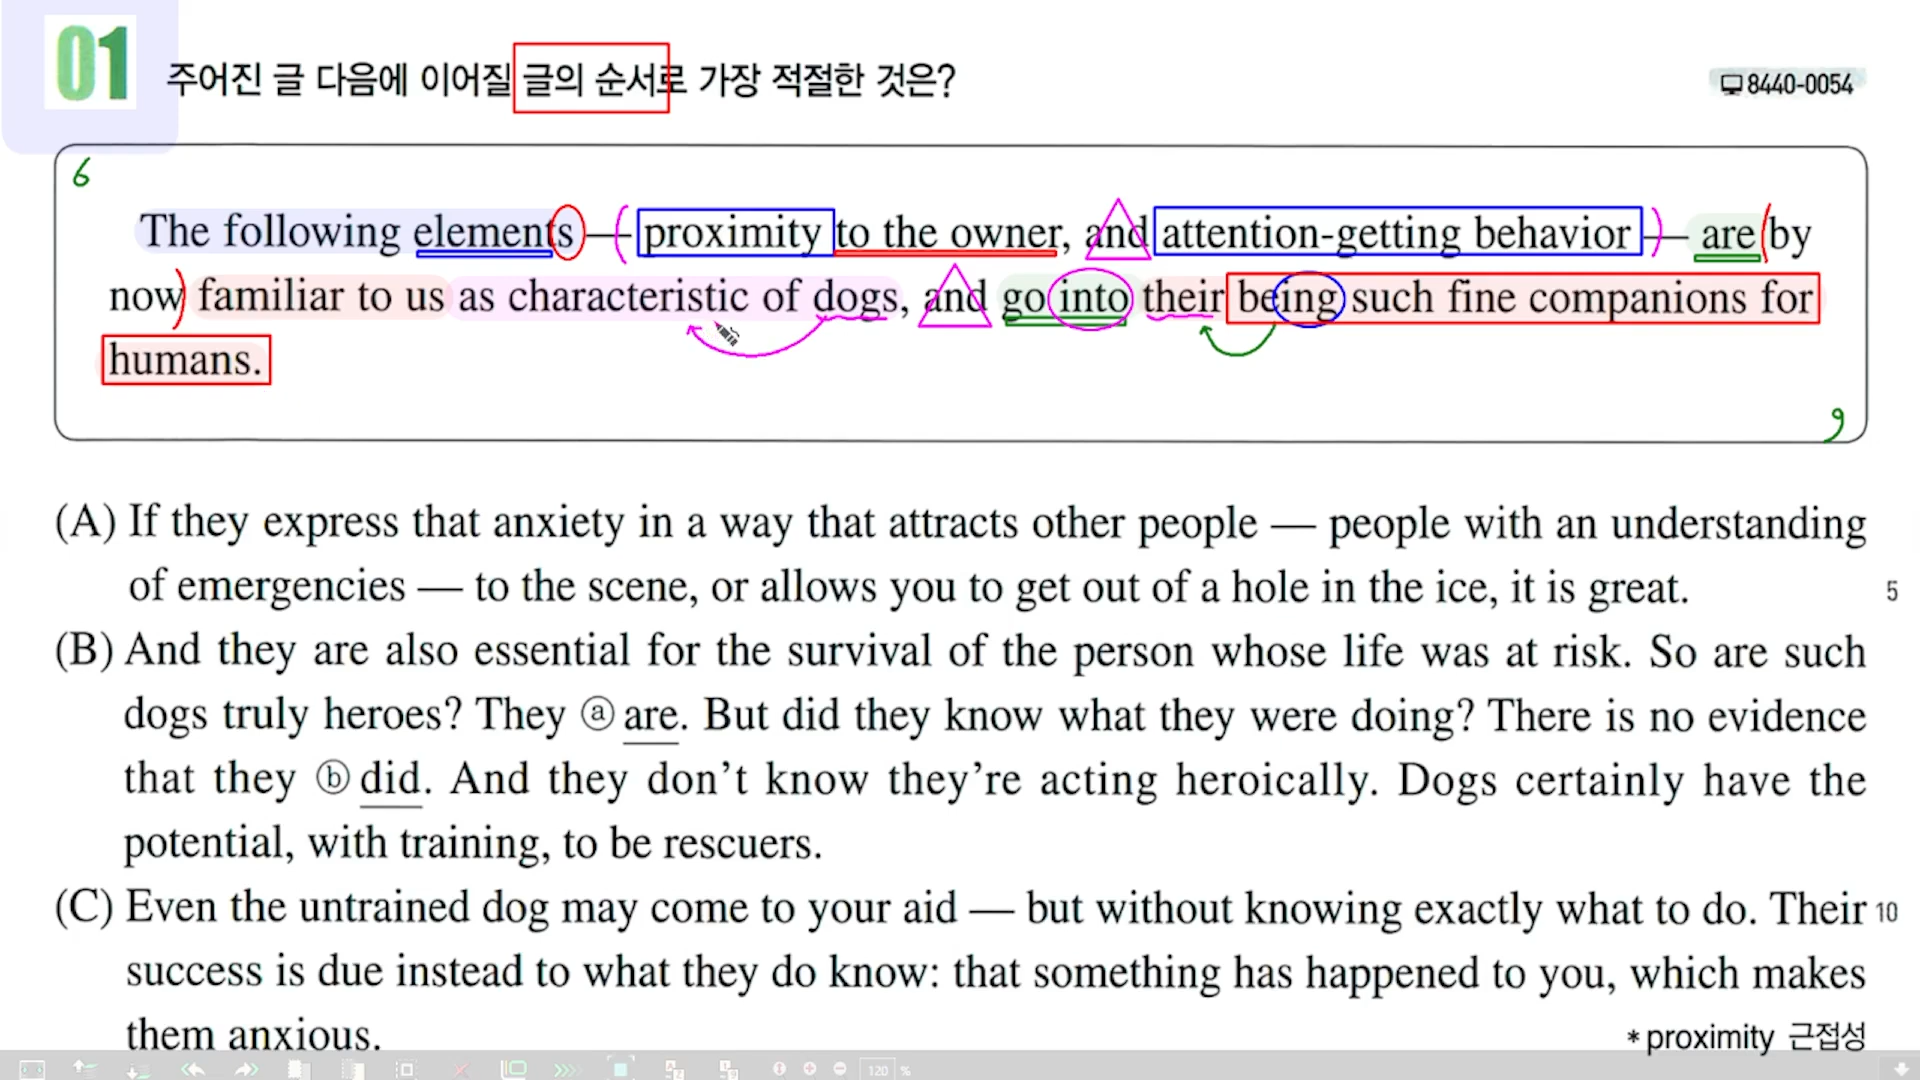 01
주어진 글 다음에 이어질 글의 순서로 가장 적절한 것은?
8440-0054
6
The following elements — proximity to the owner, and attention-getting behavior — are by
now familiar to us as characteristic of dogs, and go into their being such fine companions for
humans.
9
(A) If they express that anxiety in a way that attracts other people — people with an understanding
of emergencies — to the scene, or allows you to get out of a hole in the ice, it is great.
5
(B) And they are also essential for the survival of the person whose life was at risk. So are such
dogs truly heroes? They ⓐ are. But did they know what they were doing? There is no evidence
that they ⓑ did. And they don't know they're acting heroically. Dogs certainly have the
potential, with training, to be rescuers.
(C) Even the untrained dog may come to your aid — but without knowing exactly what to do. Their
10
success is due instead to what they do know: that something has happened to you, which makes
them anxious.
* proximity 근접성
120 %